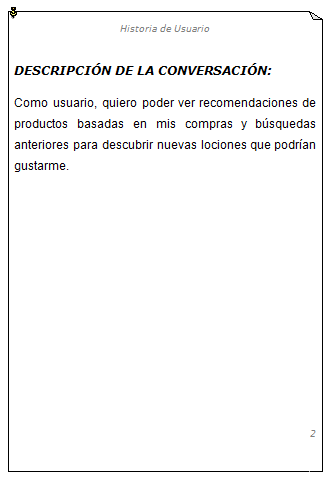 Historia de Usuario
DESCRIPCIÓN DE LA CONVERSACIÓN:
Como usuario, quiero poder ver recomendaciones de
productos basadas en mis compras y búsquedas
anteriores para descubrir nuevas lociones que podrían
gustarme.
2